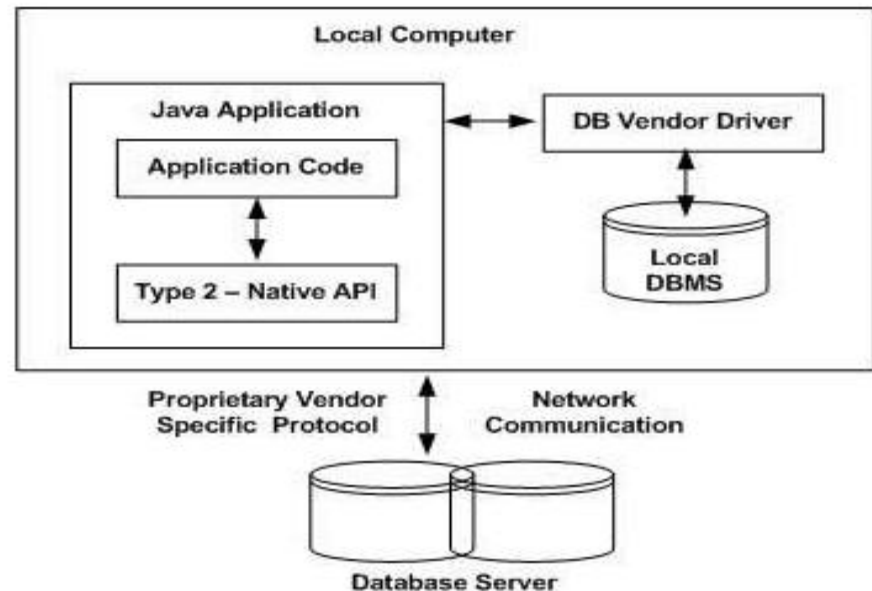 Local Computer
Java Application
Application Code
Type 2 – Native API
DB Vendor Driver
Local
DBMS
Proprietary Vendor
Specific Protocol
Network
Communication
Database Server